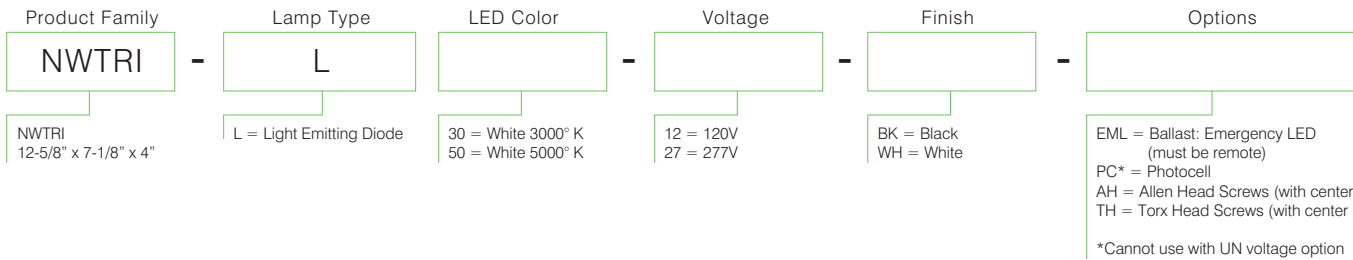 Product Family Lamp Type LED Color Voltage Finish Options
NWTRI - L - - -
NWTRI
12-5/8” x 7-1/8” x 4”
L = Light Emitting Diode
30 = White 3000° K
50 = White 5000° K
12 = 120V
27 = 277V
BK = Black
WH = White
EML = Ballast: Emergency LED
(must be remote)
PC* = Photocell
AH = Allen Head Screws (with center
TH = Torx Head Screws (with center
*Cannot use with UN voltage option